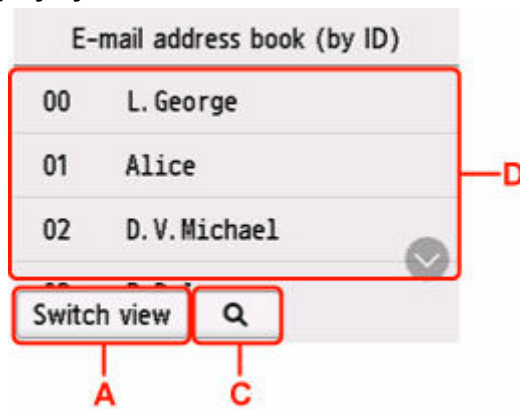 E-mail address book (by ID)
00 L.George
01 Alice
02 D.V.Michael
D
Switch view
A
C